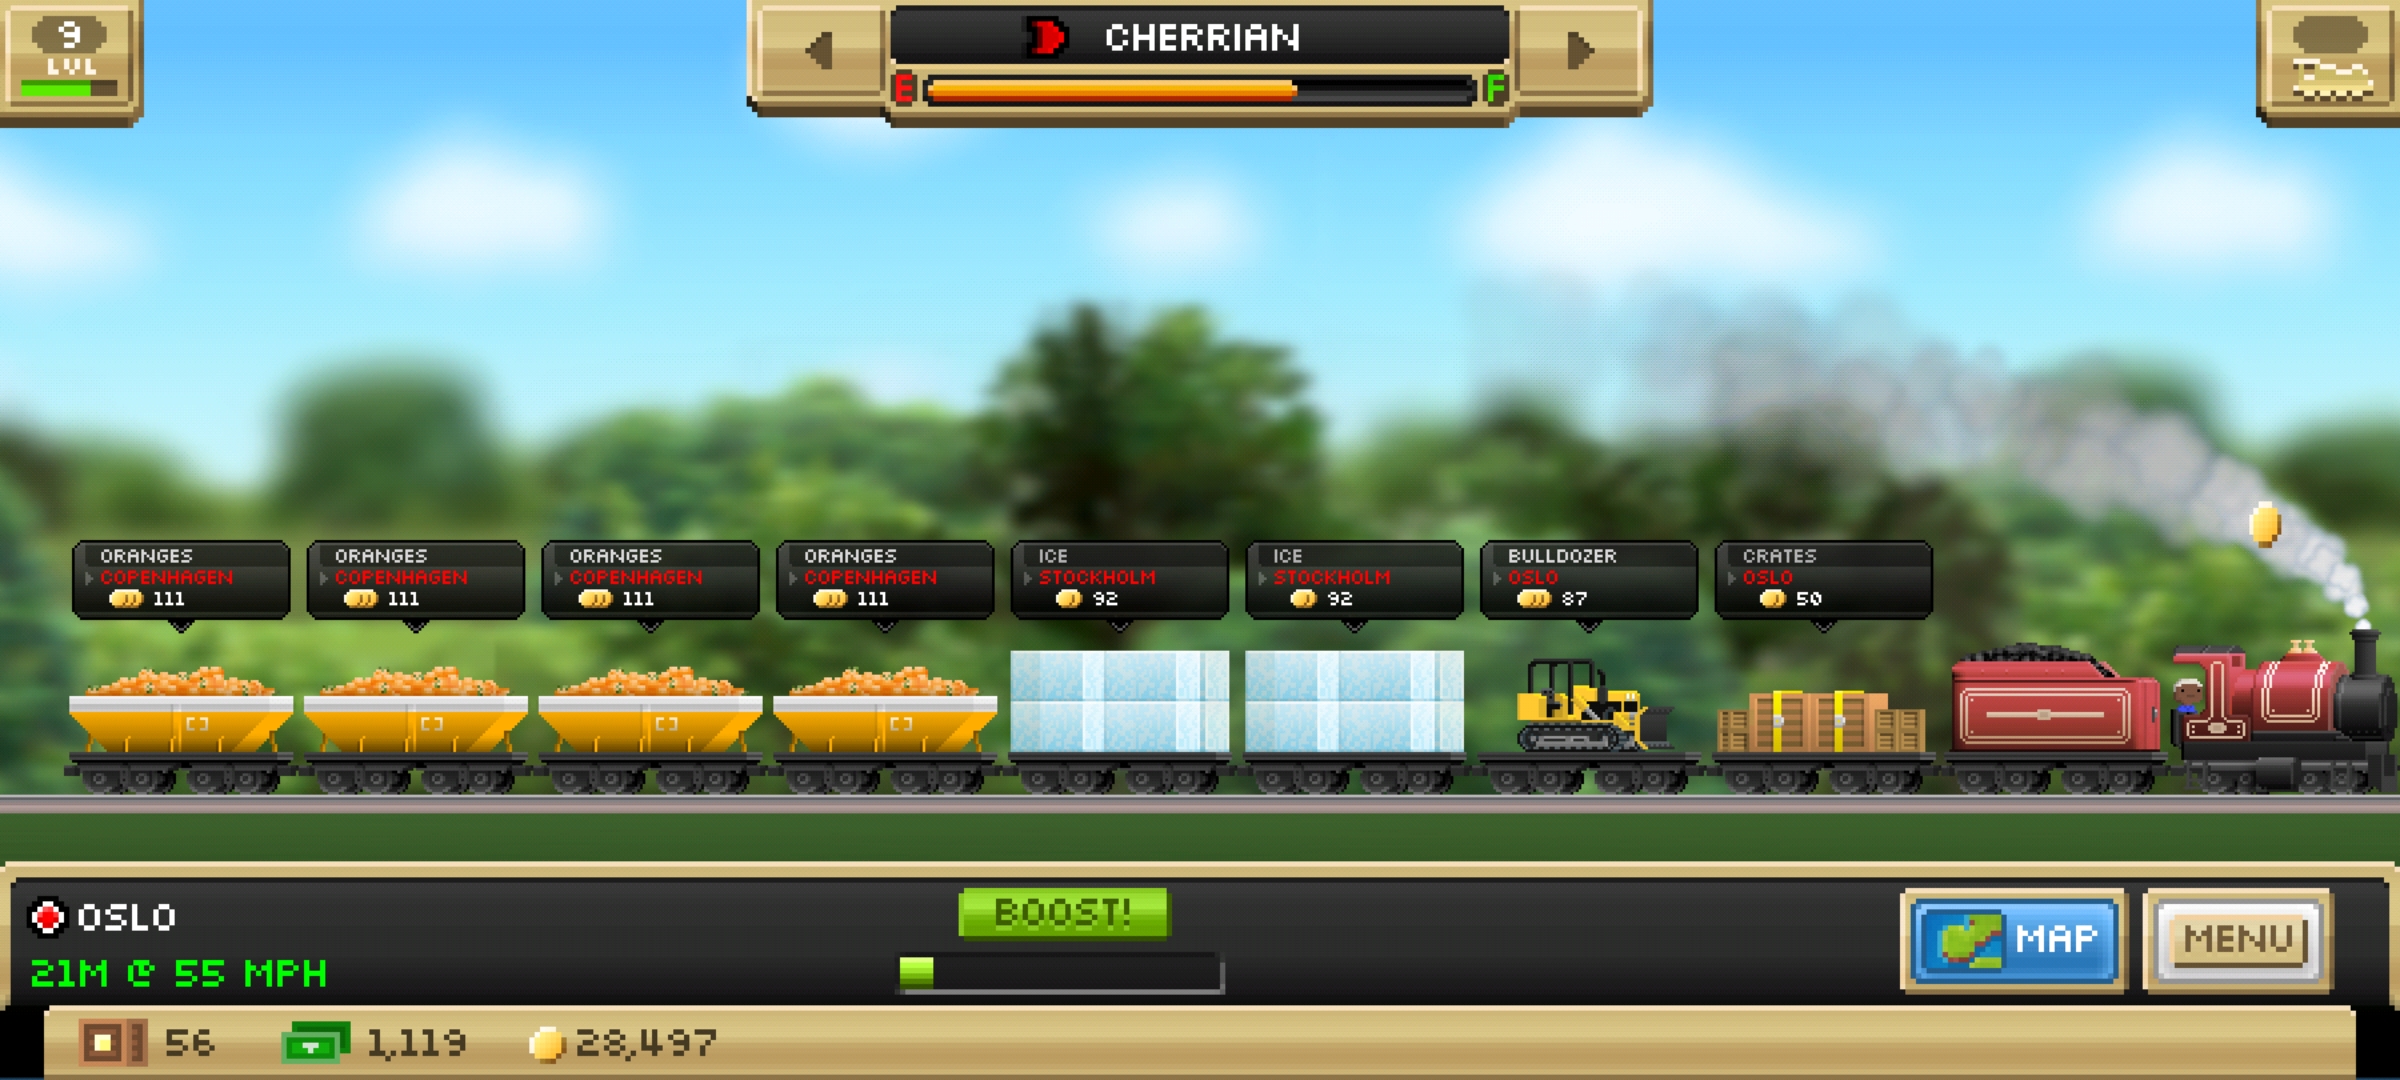 9
LVL
CHERRIAN
E F
ORANGES
COPENHAGEN
111
ORANGES
COPENHAGEN
111
ORANGES
COPENHAGEN
111
ORANGES
COPENHAGEN
111
ICE
STOCKHOLM
92
ICE
STOCKHOLM
92
BULLDOZER
OSLO
87
CRATES
OSLO
50
OSLO
21M @ 55 MPH
BOOST!
MAP
MENU
56
1,119
28,497